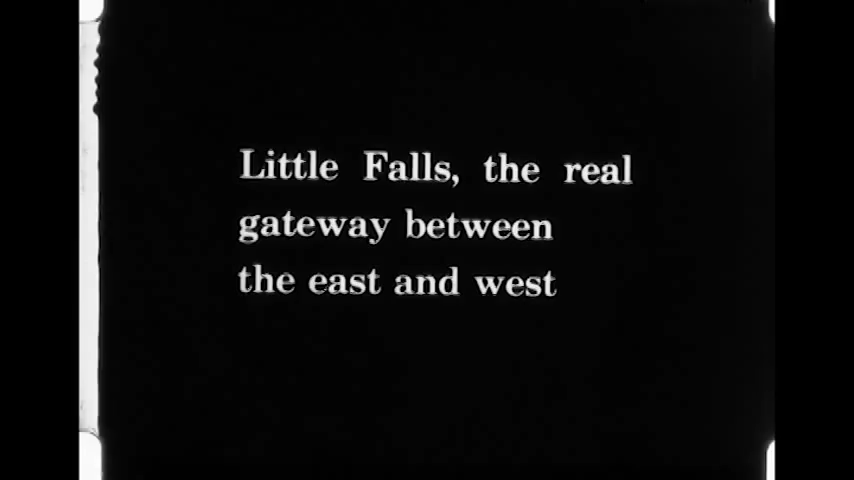 Little Falls, the real
gateway between
the east and west